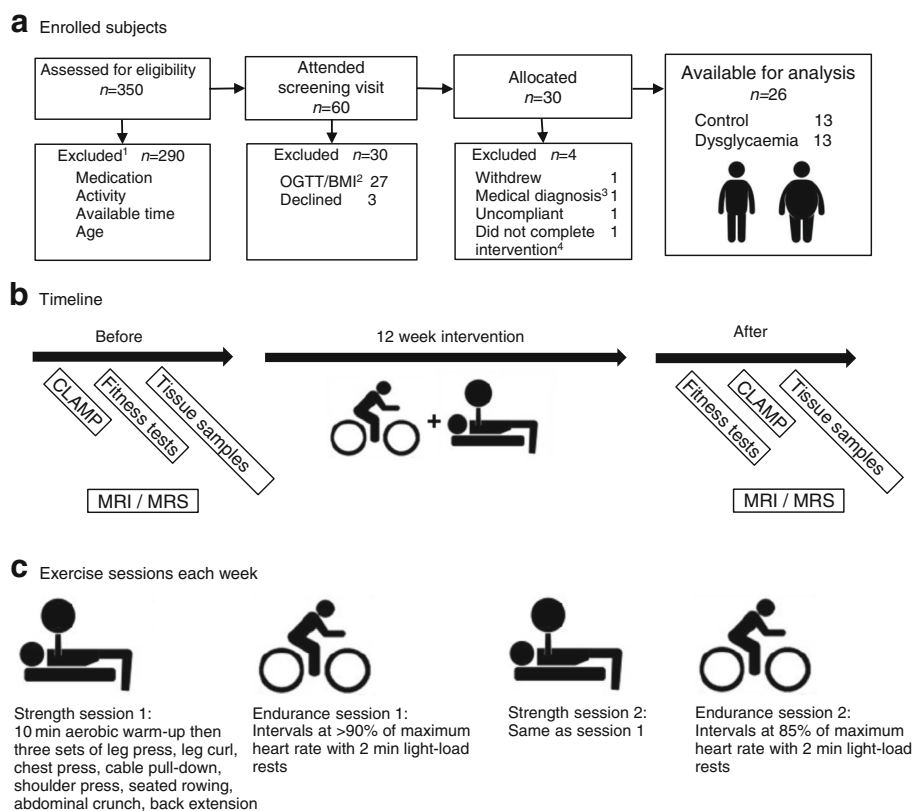 a Enrolled subjects
Assessed for eligibility
n=350
Attended
screening visit
n=60
Allocated
n=30
Available for analysis
n=26
Control 13
Dysglycaemia 13
Excluded¹ n=290
Medication
Activity
Available time
Age
Excluded n=30
OGTT/BMI² 27
Declined 3
Excluded n=4
Withdrew 1
Medical diagnosis³ 1
Uncompliant 1
Did not complete 1
intervention⁴
b Timeline
Before
12 week intervention
After
CLAMP
Fitness tests
Tissue samples
MRI / MRS
+
Fitness tests
CLAMP
Tissue samples
MRI / MRS
c Exercise sessions each week
Strength session 1:
10 min aerobic warm-up then
three sets of leg press, leg curl,
chest press, cable pull-down,
shoulder press, seated rowing,
abdominal crunch, back extension
Endurance session 1:
Intervals at >90% of maximum
heart rate with 2 min light-load
rests
Strength session 2:
Same as session 1
Endurance session 2:
Intervals at 85% of maximum
heart rate with 2 min light-load
rests